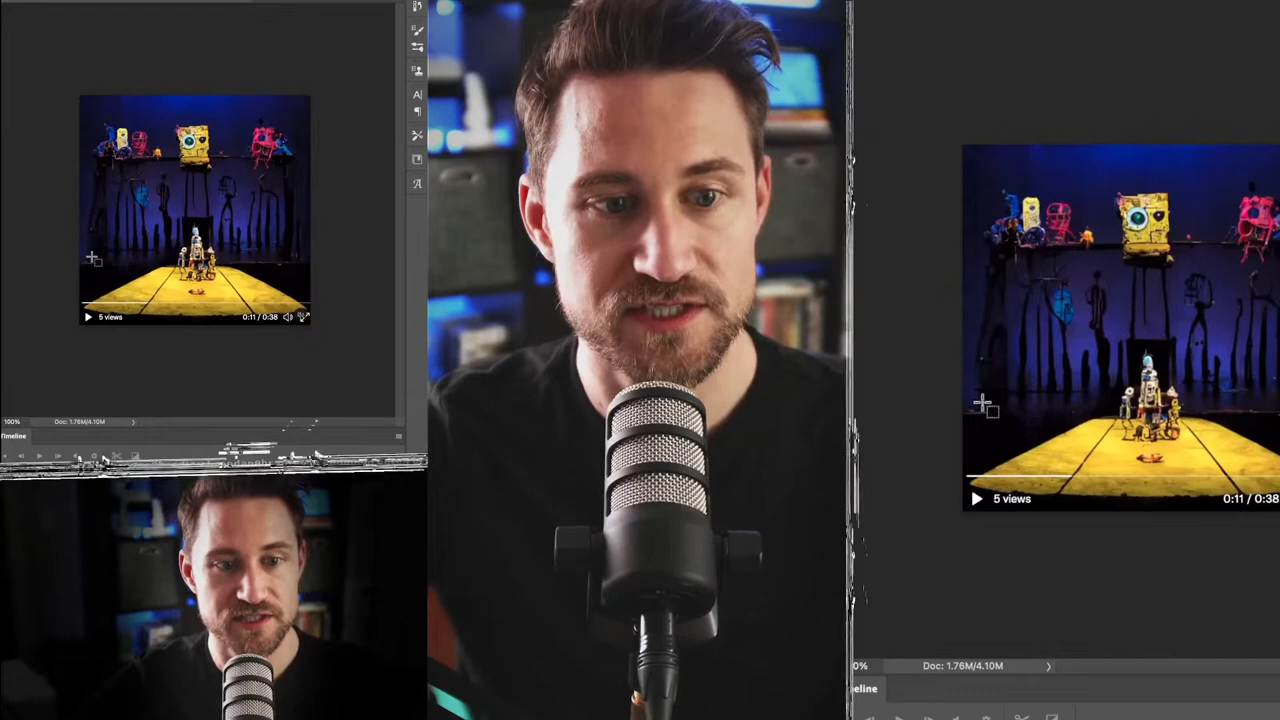 A
¶
A
5 views
0:11 / 0:38
100%
Doc: 1.76M/4.10M
Timeline
5 views
0:11 / 0:38
0%
Doc: 1.76M/4.10M
eline